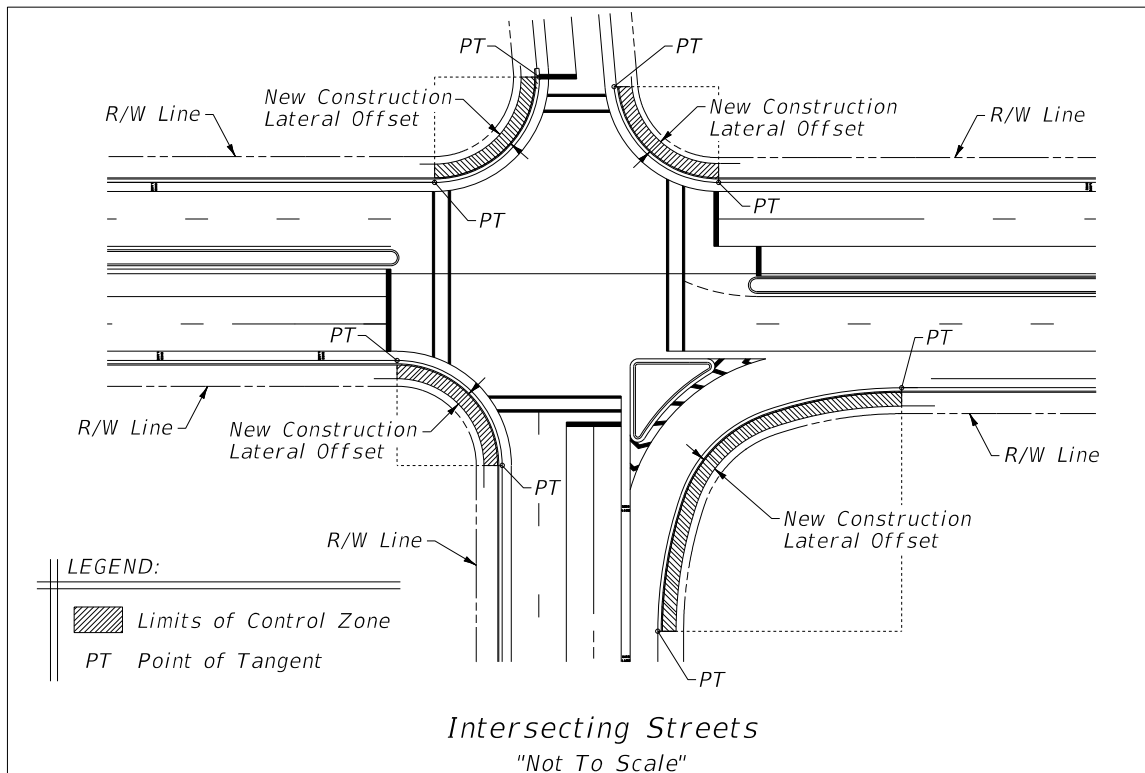 PT
PT
New Construction
Lateral Offset
New Construction
Lateral Offset
R/W Line
R/W Line
PT
PT
PT
PT
R/W Line
New Construction
Lateral Offset
R/W Line
PT
New Construction
Lateral Offset
R/W Line
LEGEND:
Limits of Control Zone
PT Point of Tangent
PT
Intersecting Streets
"Not To Scale"